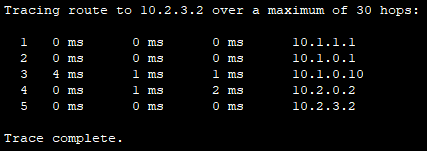 Tracing route to 10.2.3.2 over a maximum of 30 hops:
1 0 ms 0 ms 0 ms 10.1.1.1
2 0 ms 0 ms 0 ms 10.1.0.1
3 4 ms 1 ms 1 ms 10.1.0.10
4 0 ms 1 ms 2 ms 10.2.0.2
5 0 ms 0 ms 0 ms 10.2.3.2
Trace complete.